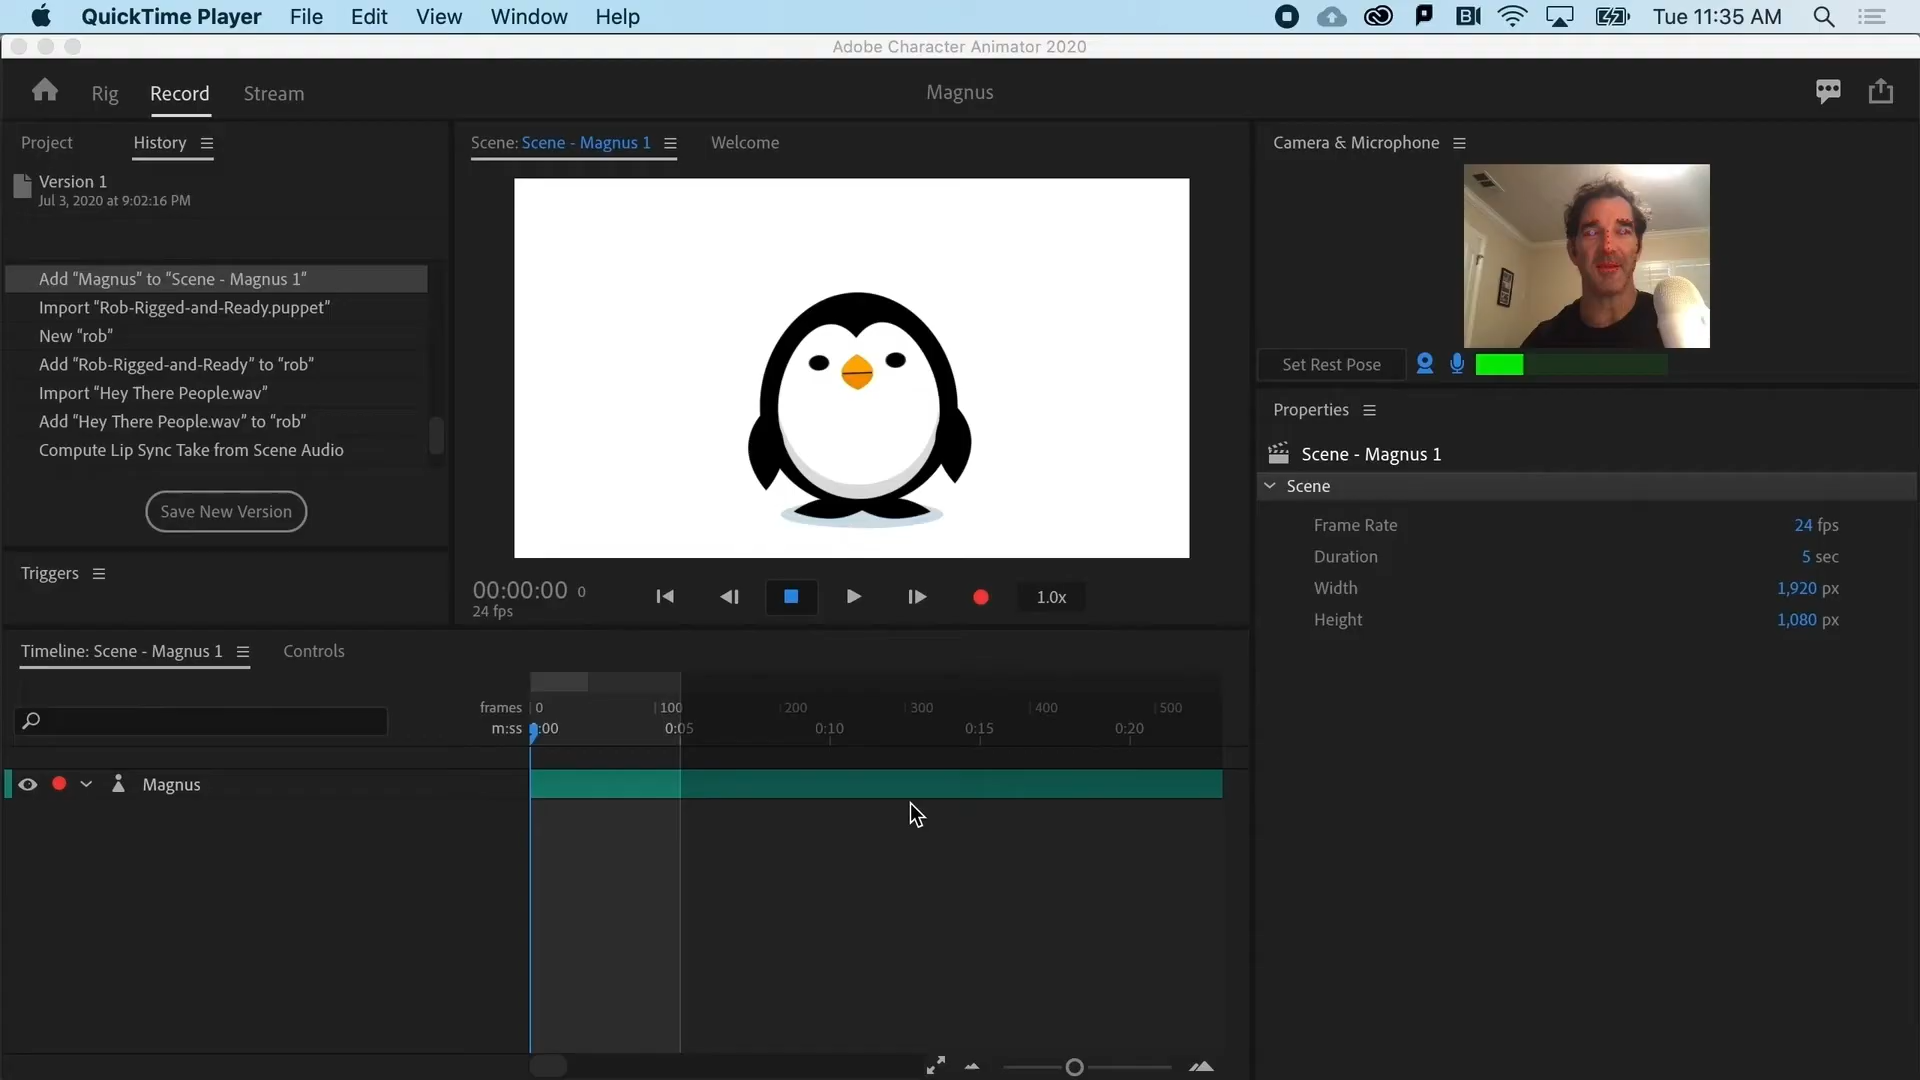 QuickTime Player File Edit View Window Help Tue 11:35 AM
Adobe Character Animator 2020
Rig Record Stream Magnus
Project History
Version 1
Jul 3, 2020 at 9:02:16 PM
Add “Magnus” to “Scene - Magnus 1”
Import “Rob-Rigged-and-Ready.puppet”
New “rob”
Add “Rob-Rigged-and-Ready” to “rob”
Import “Hey There People.wav”
Add “Hey There People.wav” to “rob”
Compute Lip Sync Take from Scene Audio
Save New Version
Triggers
Scene: Scene - Magnus 1 Welcome
00:00:00 0
24 fps
1.0x
Camera & Microphone
Set Rest Pose
Properties
Scene - Magnus 1
Scene
Frame Rate 24 fps
Duration 5 sec
Width 1,920 px
Height 1,080 px
Timeline: Scene - Magnus 1 Controls
frames 0 100 200 300 400 500
m:ss :00 0:05 0:10 0:15 0:20
Magnus